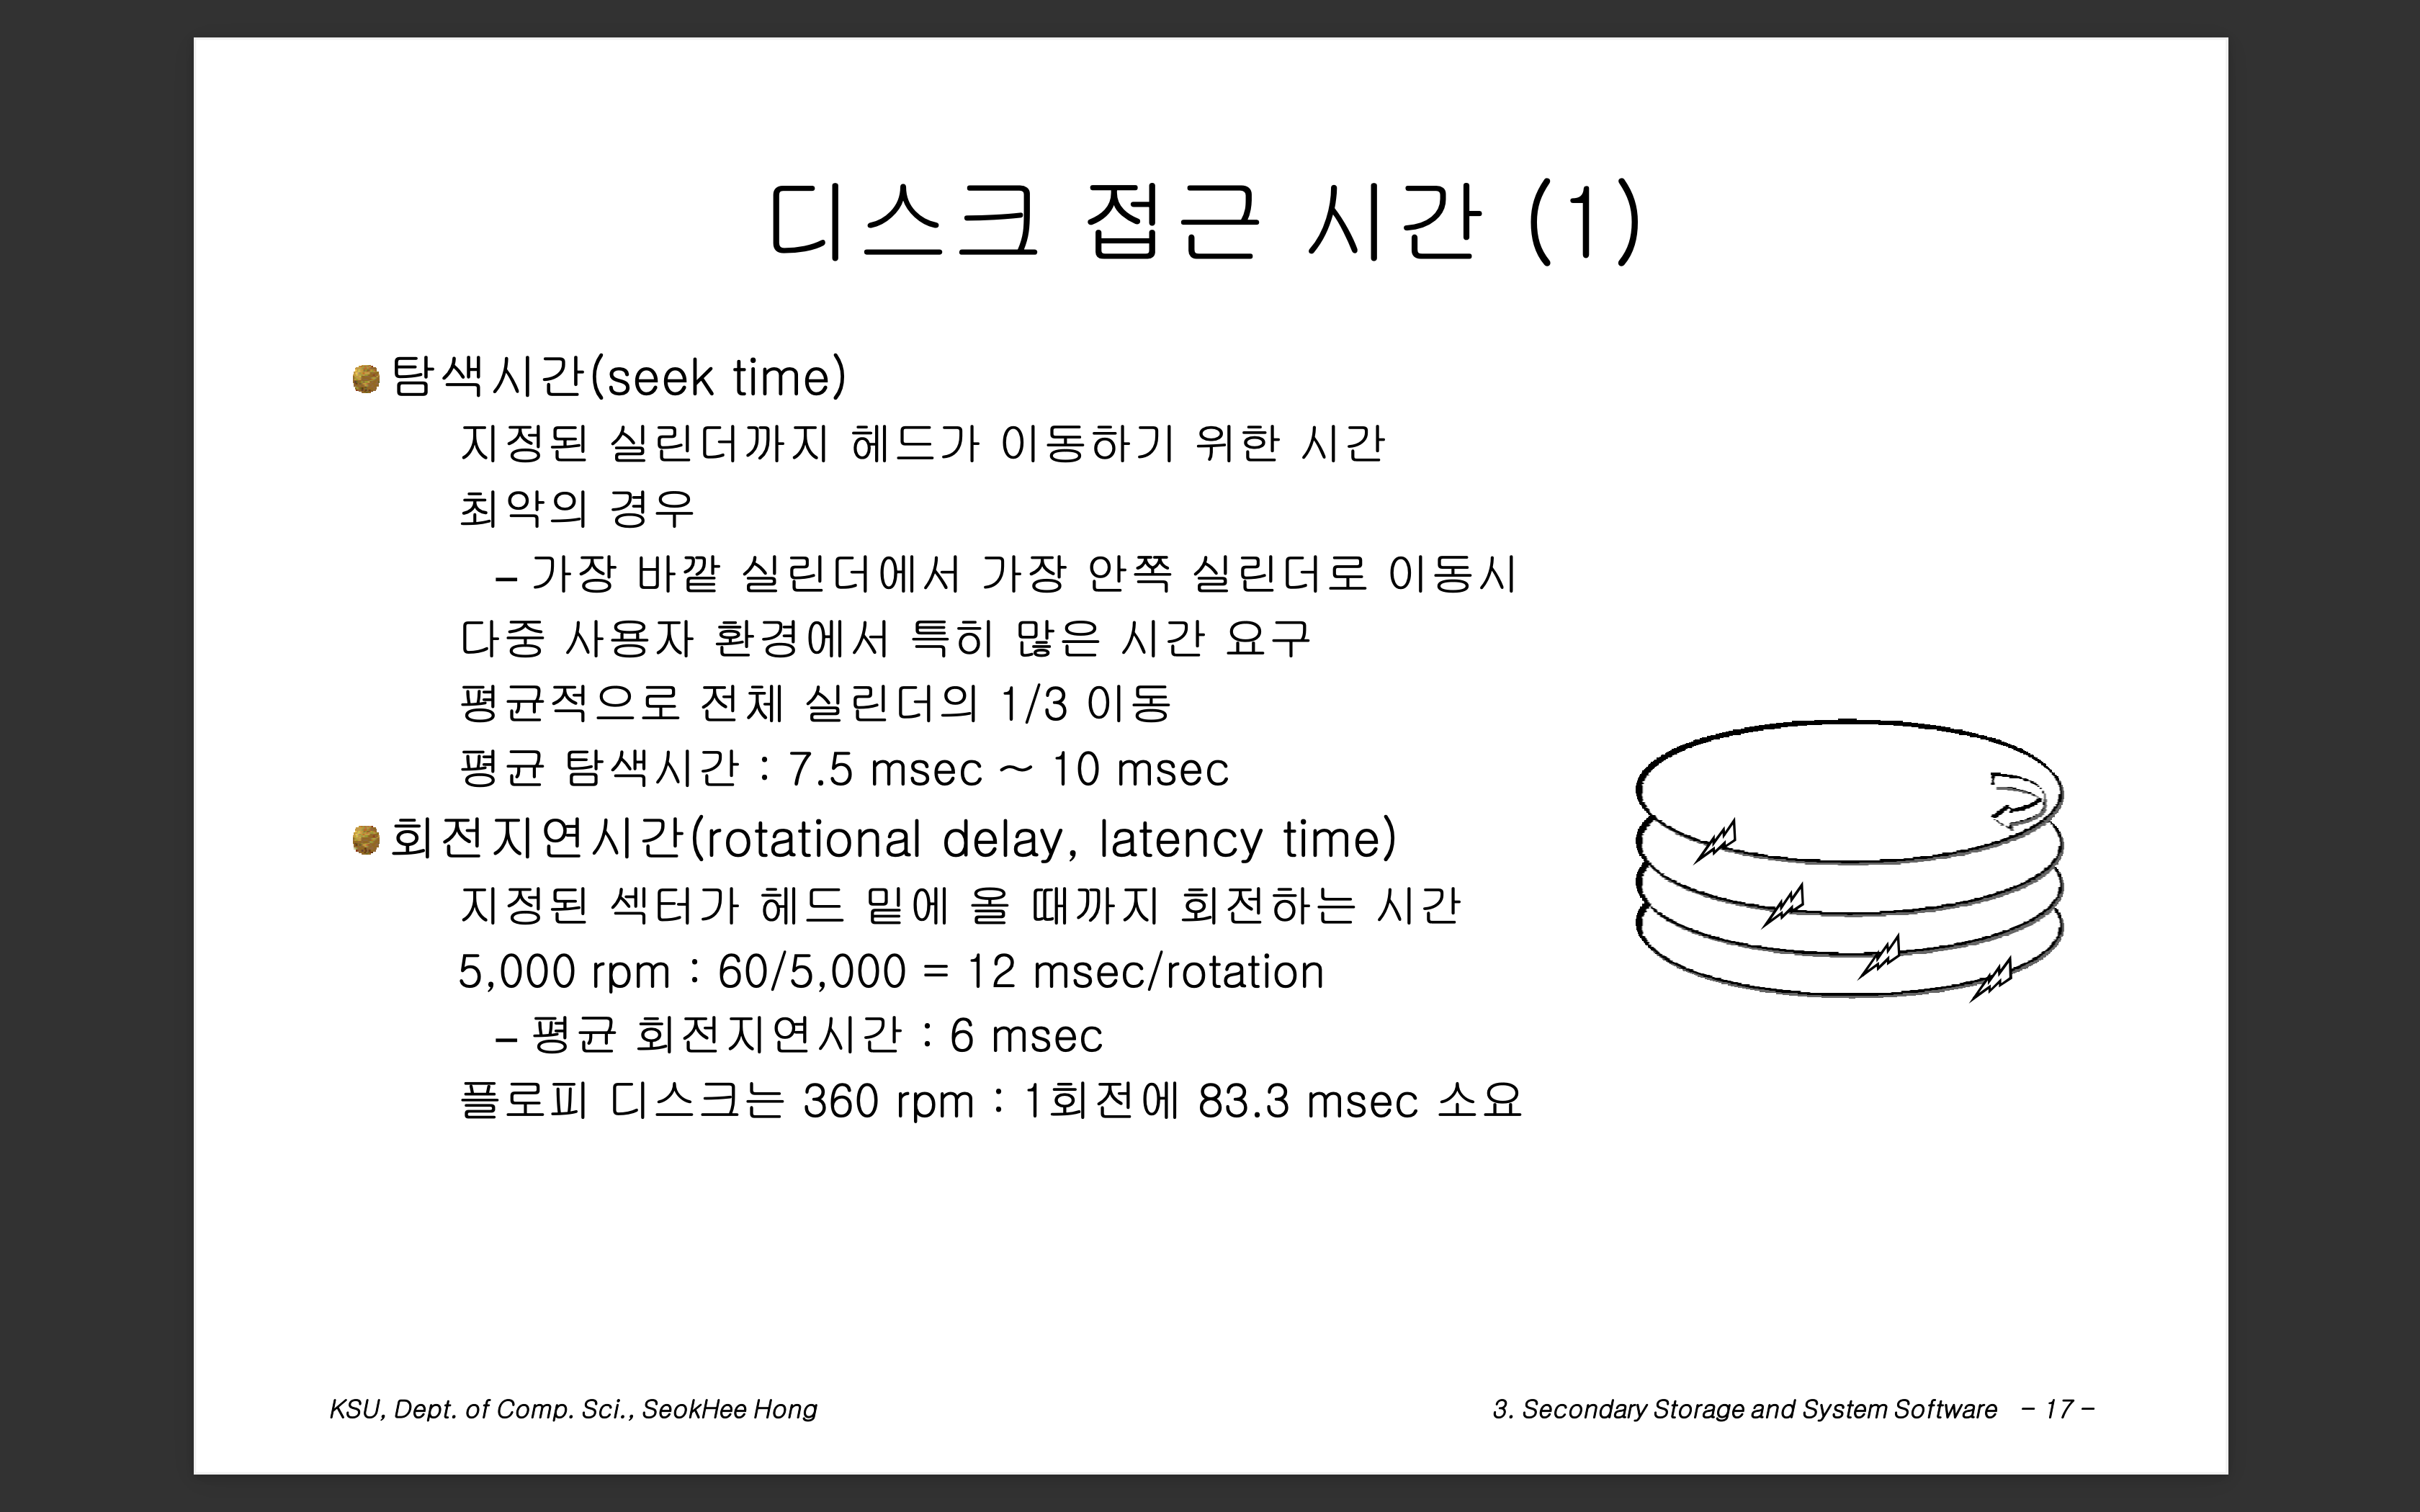 디스크 접근 시간 (1)
탐색시간(seek time)
지정된 실린더까지 헤드가 이동하기 위한 시간
최악의 경우
– 가장 바깥 실린더에서 가장 안쪽 실린더로 이동시
다중 사용자 환경에서 특히 많은 시간 요구
평균적으로 전체 실린더의 1/3 이동
평균 탐색시간 : 7.5 msec ~ 10 msec
회전지연시간(rotational delay, latency time)
지정된 섹터가 헤드 밑에 올 때까지 회전하는 시간
5,000 rpm : 60/5,000 = 12 msec/rotation
– 평균 회전지연시간 : 6 msec
플로피 디스크는 360 rpm : 1회전에 83.3 msec 소요
KSU, Dept. of Comp. Sci., SeokHee Hong
3. Secondary Storage and System Software – 17 –